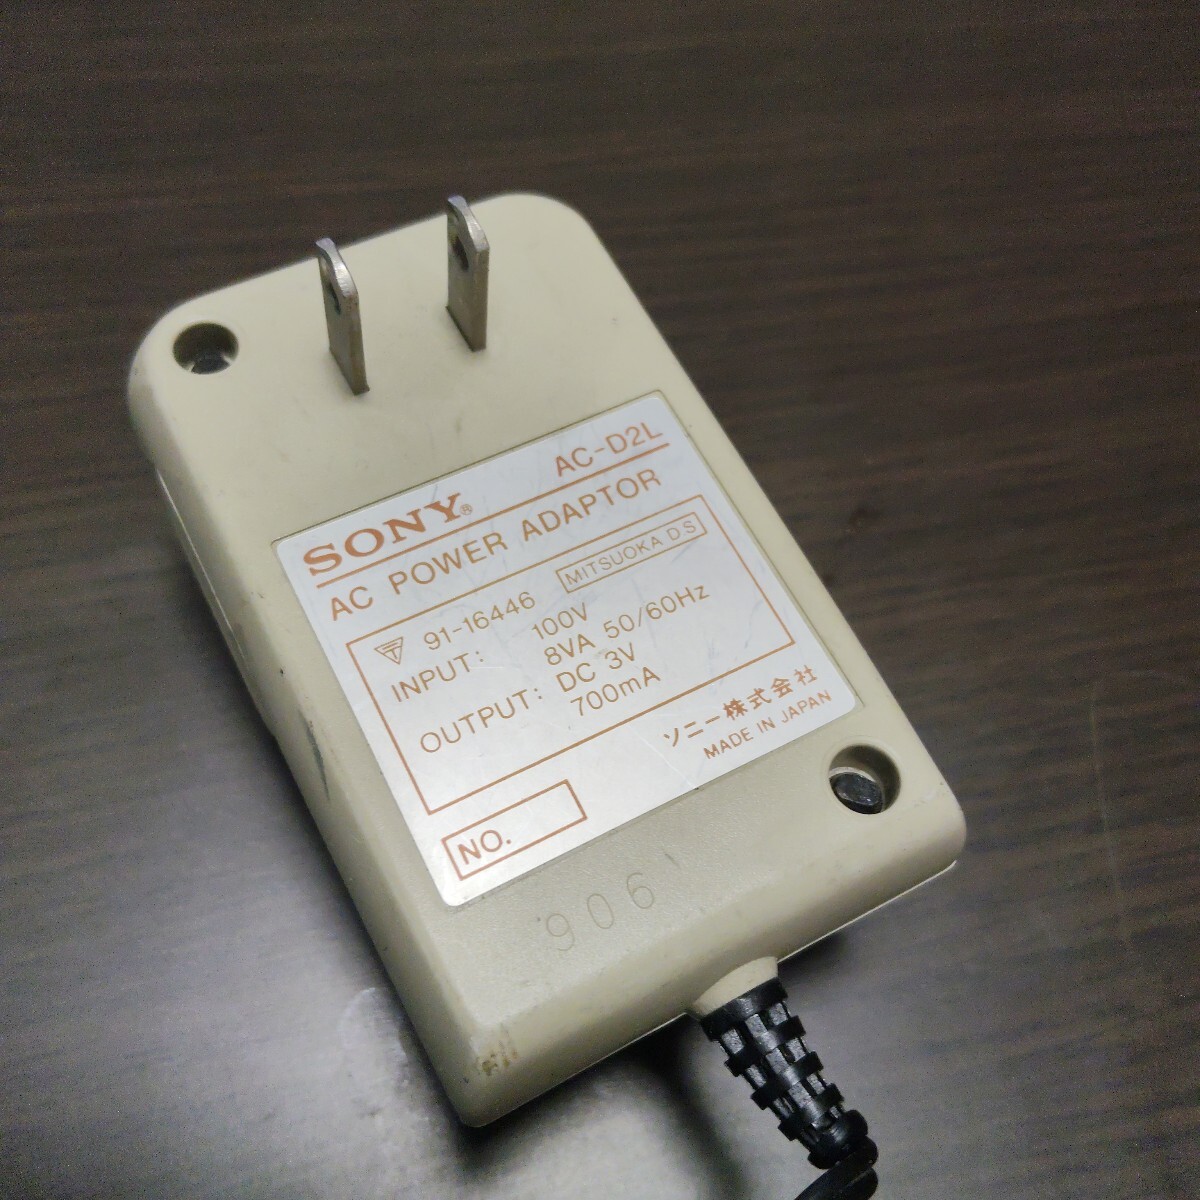 SONY® AC-D2L
AC POWER ADAPTOR
91-16446 MITSUOKA D.S
INPUT: 100V
8VA 50/60Hz
OUTPUT: DC 3V
700mA
ソニー株式会社
MADE IN JAPAN
NO.
906